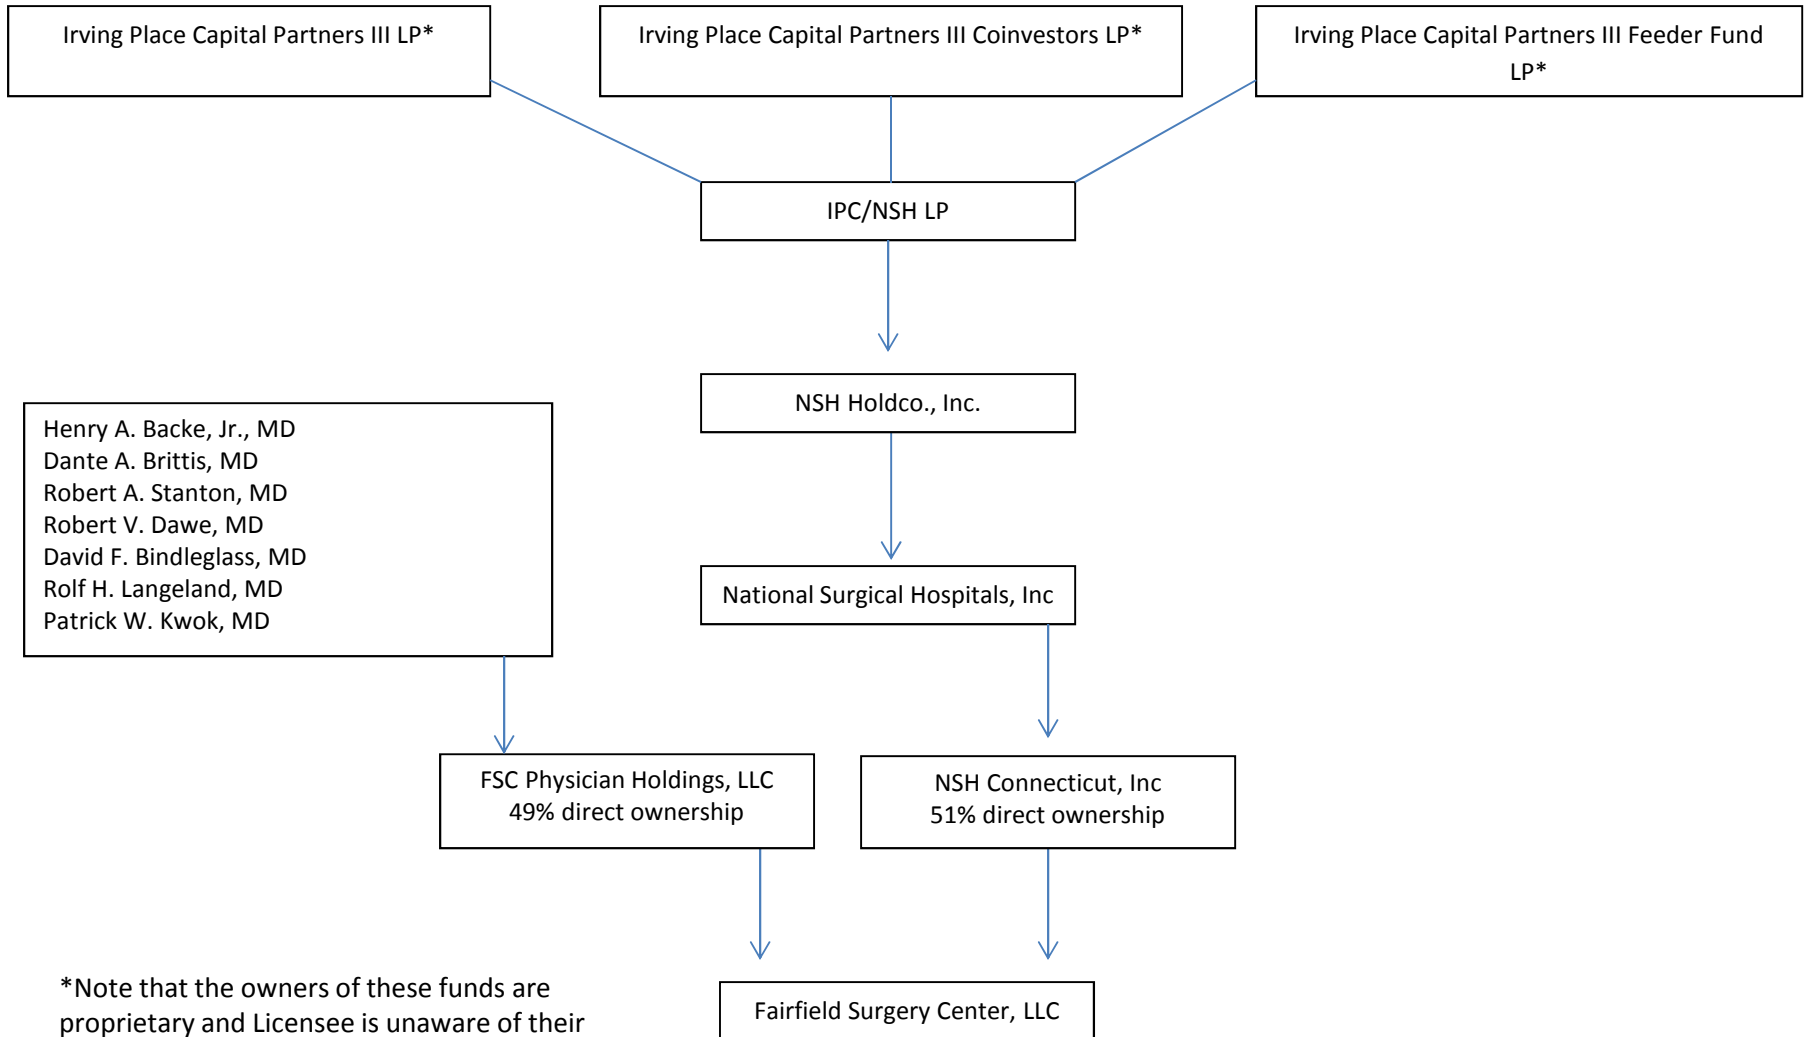 Irving Place Capital Partners III LP*
Irving Place Capital Partners III Coinvestors LP*
Irving Place Capital Partners III Feeder Fund
LP*
IPC/NSH LP
NSH Holdco., Inc.
Henry A. Backe, Jr., MD
Dante A. Brittis, MD
Robert A. Stanton, MD
Robert V. Dawe, MD
David F. Bindleglass, MD
Rolf H. Langeland, MD
Patrick W. Kwok, MD
National Surgical Hospitals, Inc
FSC Physician Holdings, LLC
49% direct ownership
NSH Connecticut, Inc
51% direct ownership
*Note that the owners of these funds are
proprietary and Licensee is unaware of their
Fairfield Surgery Center, LLC